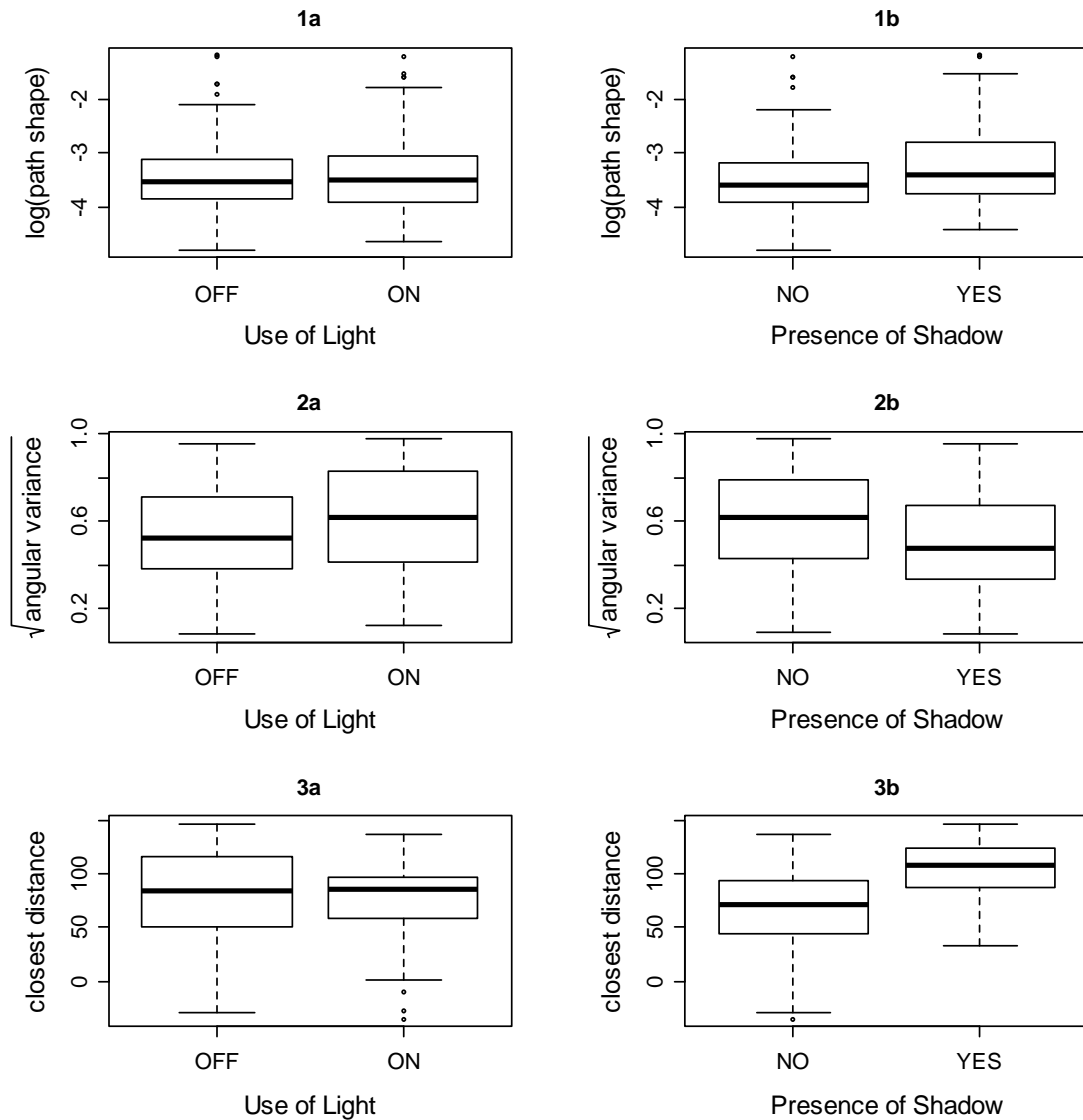 1a
log(path shape)
-2
-3
-4
OFF
ON
Use of Light
1b
log(path shape)
-2
-3
-4
NO
YES
Presence of Shadow
2a
√angular variance
1.0
0.6
0.2
OFF
ON
Use of Light
2b
√angular variance
1.0
0.6
0.2
NO
YES
Presence of Shadow
3a
closest distance
100
50
0
OFF
ON
Use of Light
3b
closest distance
100
50
0
NO
YES
Presence of Shadow